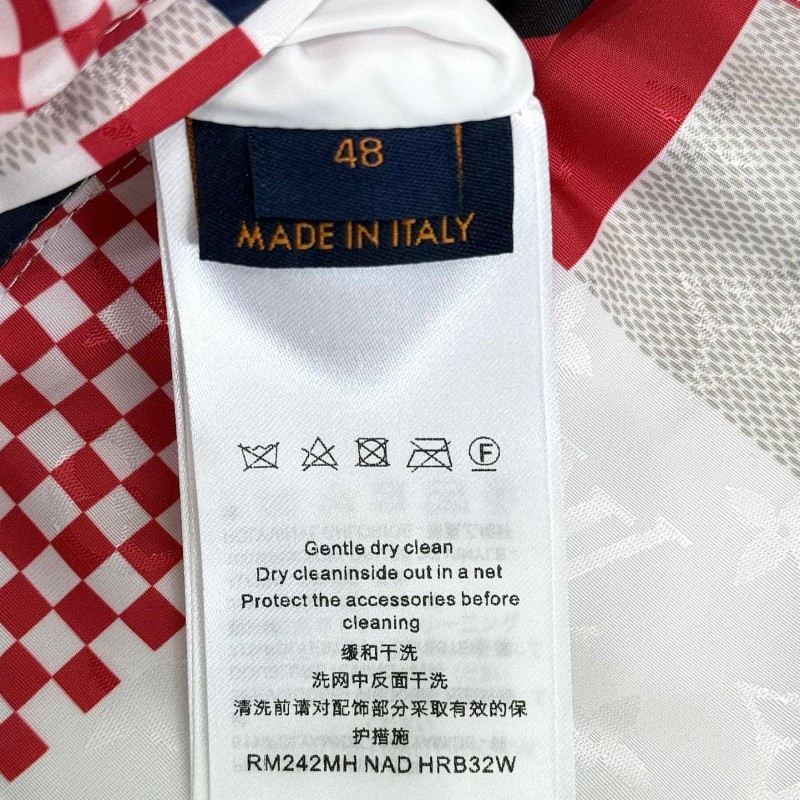 48
MADE IN ITALY
F
Gentle dry clean
Dry cleaninside out in a net
Protect the accessories before
cleaning
缓和干洗
洗网中反面干洗
清洗前请对配饰部分采取有效的保
护措施
RM242MH NAD HRB32W